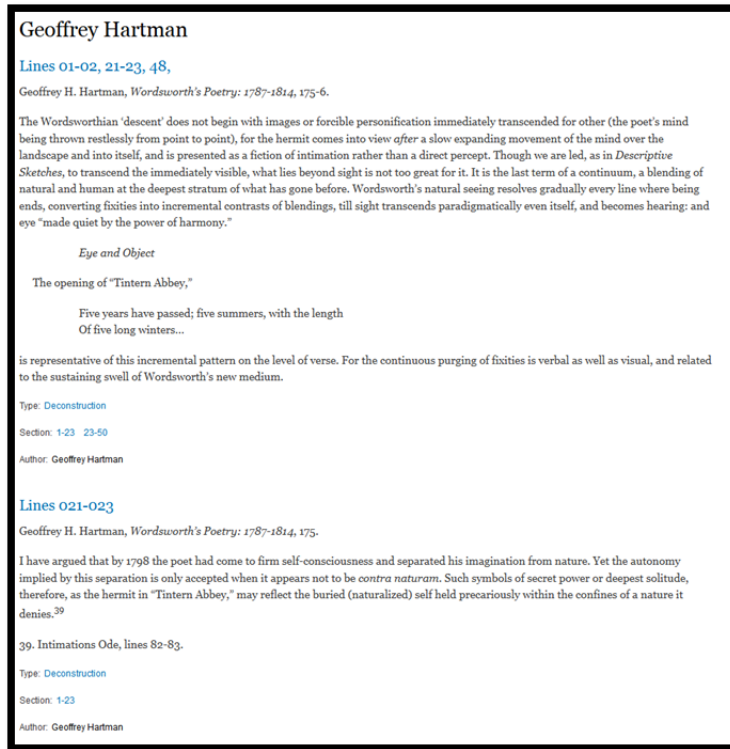 Geoffrey Hartman
Lines 01-02, 21-23, 48,
Geoffrey H. Hartman, Wordsworth's Poetry: 1787-1814, 175-6.
The Wordsworthian 'descent' does not begin with images or forcible personification immediately transcended for other (the poet's mind
being thrown restlessly from point to point), for the hermit comes into view after a slow expanding movement of the mind over the
landscape and into itself, and is presented as a fiction of intimation rather than a direct percept. Though we are led, as in Descriptive
Sketches, to transcend the immediately visible, what lies beyond sight is not too great for it. It is the last term of a continuum, a blending of
natural and human at the deepest stratum of what has gone before. Wordsworth's natural seeing resolves gradually every line where being
ends, converting fixities into incremental contrasts of blendings, till sight transcends paradigmatically even itself, and becomes hearing: and
eye “made quiet by the power of harmony.”
Eye and Object
The opening of “Tintern Abbey,”
Five years have passed; five summers, with the length
Of five long winters...
is representative of this incremental pattern on the level of verse. For the continuous purging of fixities is verbal as well as visual, and related
to the sustaining swell of Wordsworth's new medium.
Type: Deconstruction
Section: 1-23 23-50
Author: Geoffrey Hartman
Lines 021-023
Geoffrey H. Hartman, Wordsworth's Poetry: 1787-1814, 175.
I have argued that by 1798 the poet had come to firm self-consciousness and separated his imagination from nature. Yet the autonomy
implied by this separation is only accepted when it appears not to be contra naturam. Such symbols of secret power or deepest solitude,
therefore, as the hermit in “Tintern Abbey,” may reflect the buried (naturalized) self held precariously within the confines of a nature it
denies.39
39. Intimations Ode, lines 82-83.
Type: Deconstruction
Section: 1-23
Author: Geoffrey Hartman